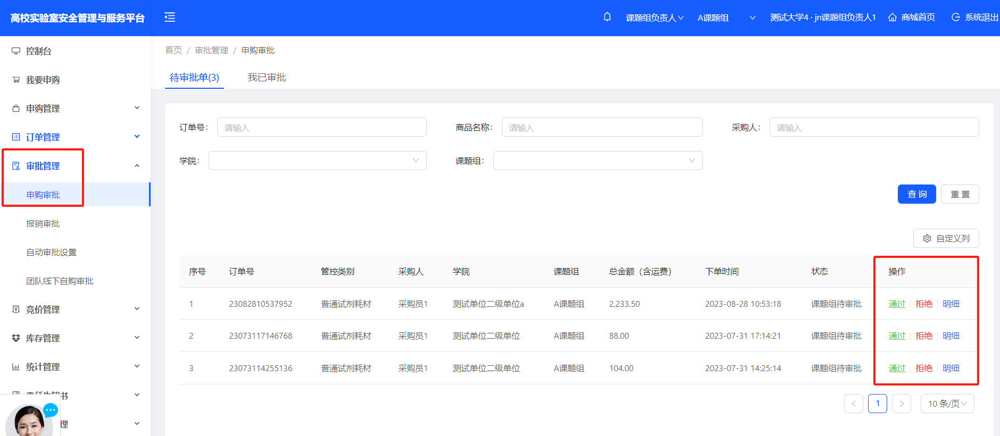 高校实验室安全管理与服务平台
课题组负责人
A课题组
测试大学4 · jn课题组负责人1
商城首页
系统退出
控制台
我要申购
申购管理
订单管理
审批管理
申购审批
报销审批
自动审批设置
团队线下自购审批
竞价管理
库存管理
统计管理
书
理
首页 / 审批管理 / 申购审批
待审批单(3) 我已审批
订单号： 请输入 商品名称： 请输入 采购人： 请输入
学院： 课题组：
查 询 重 置
自定义列
序号 订单号 管控类别 采购人 学院 课题组 总金额（含运费） 下单时间 状态 操作
1 23082810537952 普通试剂耗材 采购员1 测试单位二级单位a A课题组 2,233.50 2023-08-28 10:53:18 课题组待审批 通过 拒绝 明细
2 23073117146768 普通试剂耗材 采购员1 测试单位二级单位 A课题组 88.00 2023-07-31 17:14:21 课题组待审批 通过 拒绝 明细
3 23073114255136 普通试剂耗材 采购员1 测试单位二级单位 A课题组 104.00 2023-07-31 14:25:14 课题组待审批 通过 拒绝 明细
1 10 条/页